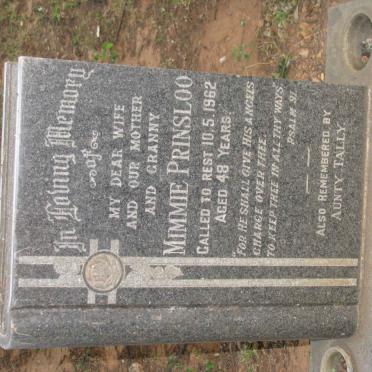 In Loving Memory
of
MY DEAR WIFE
AND OUR MOTHER
AND GRANNY
MIMMIE PRINSLOO
CALLED TO REST 10.5.1962
AGED 48 YEARS.
"FOR HE SHALL GIVE HIS ANGELS
CHARGE OVER THEE,
TO KEEP THEE IN ALL THY WAYS."
PSALM 91.
ALSO REMEMBERED BY
AUNTY TALLY.